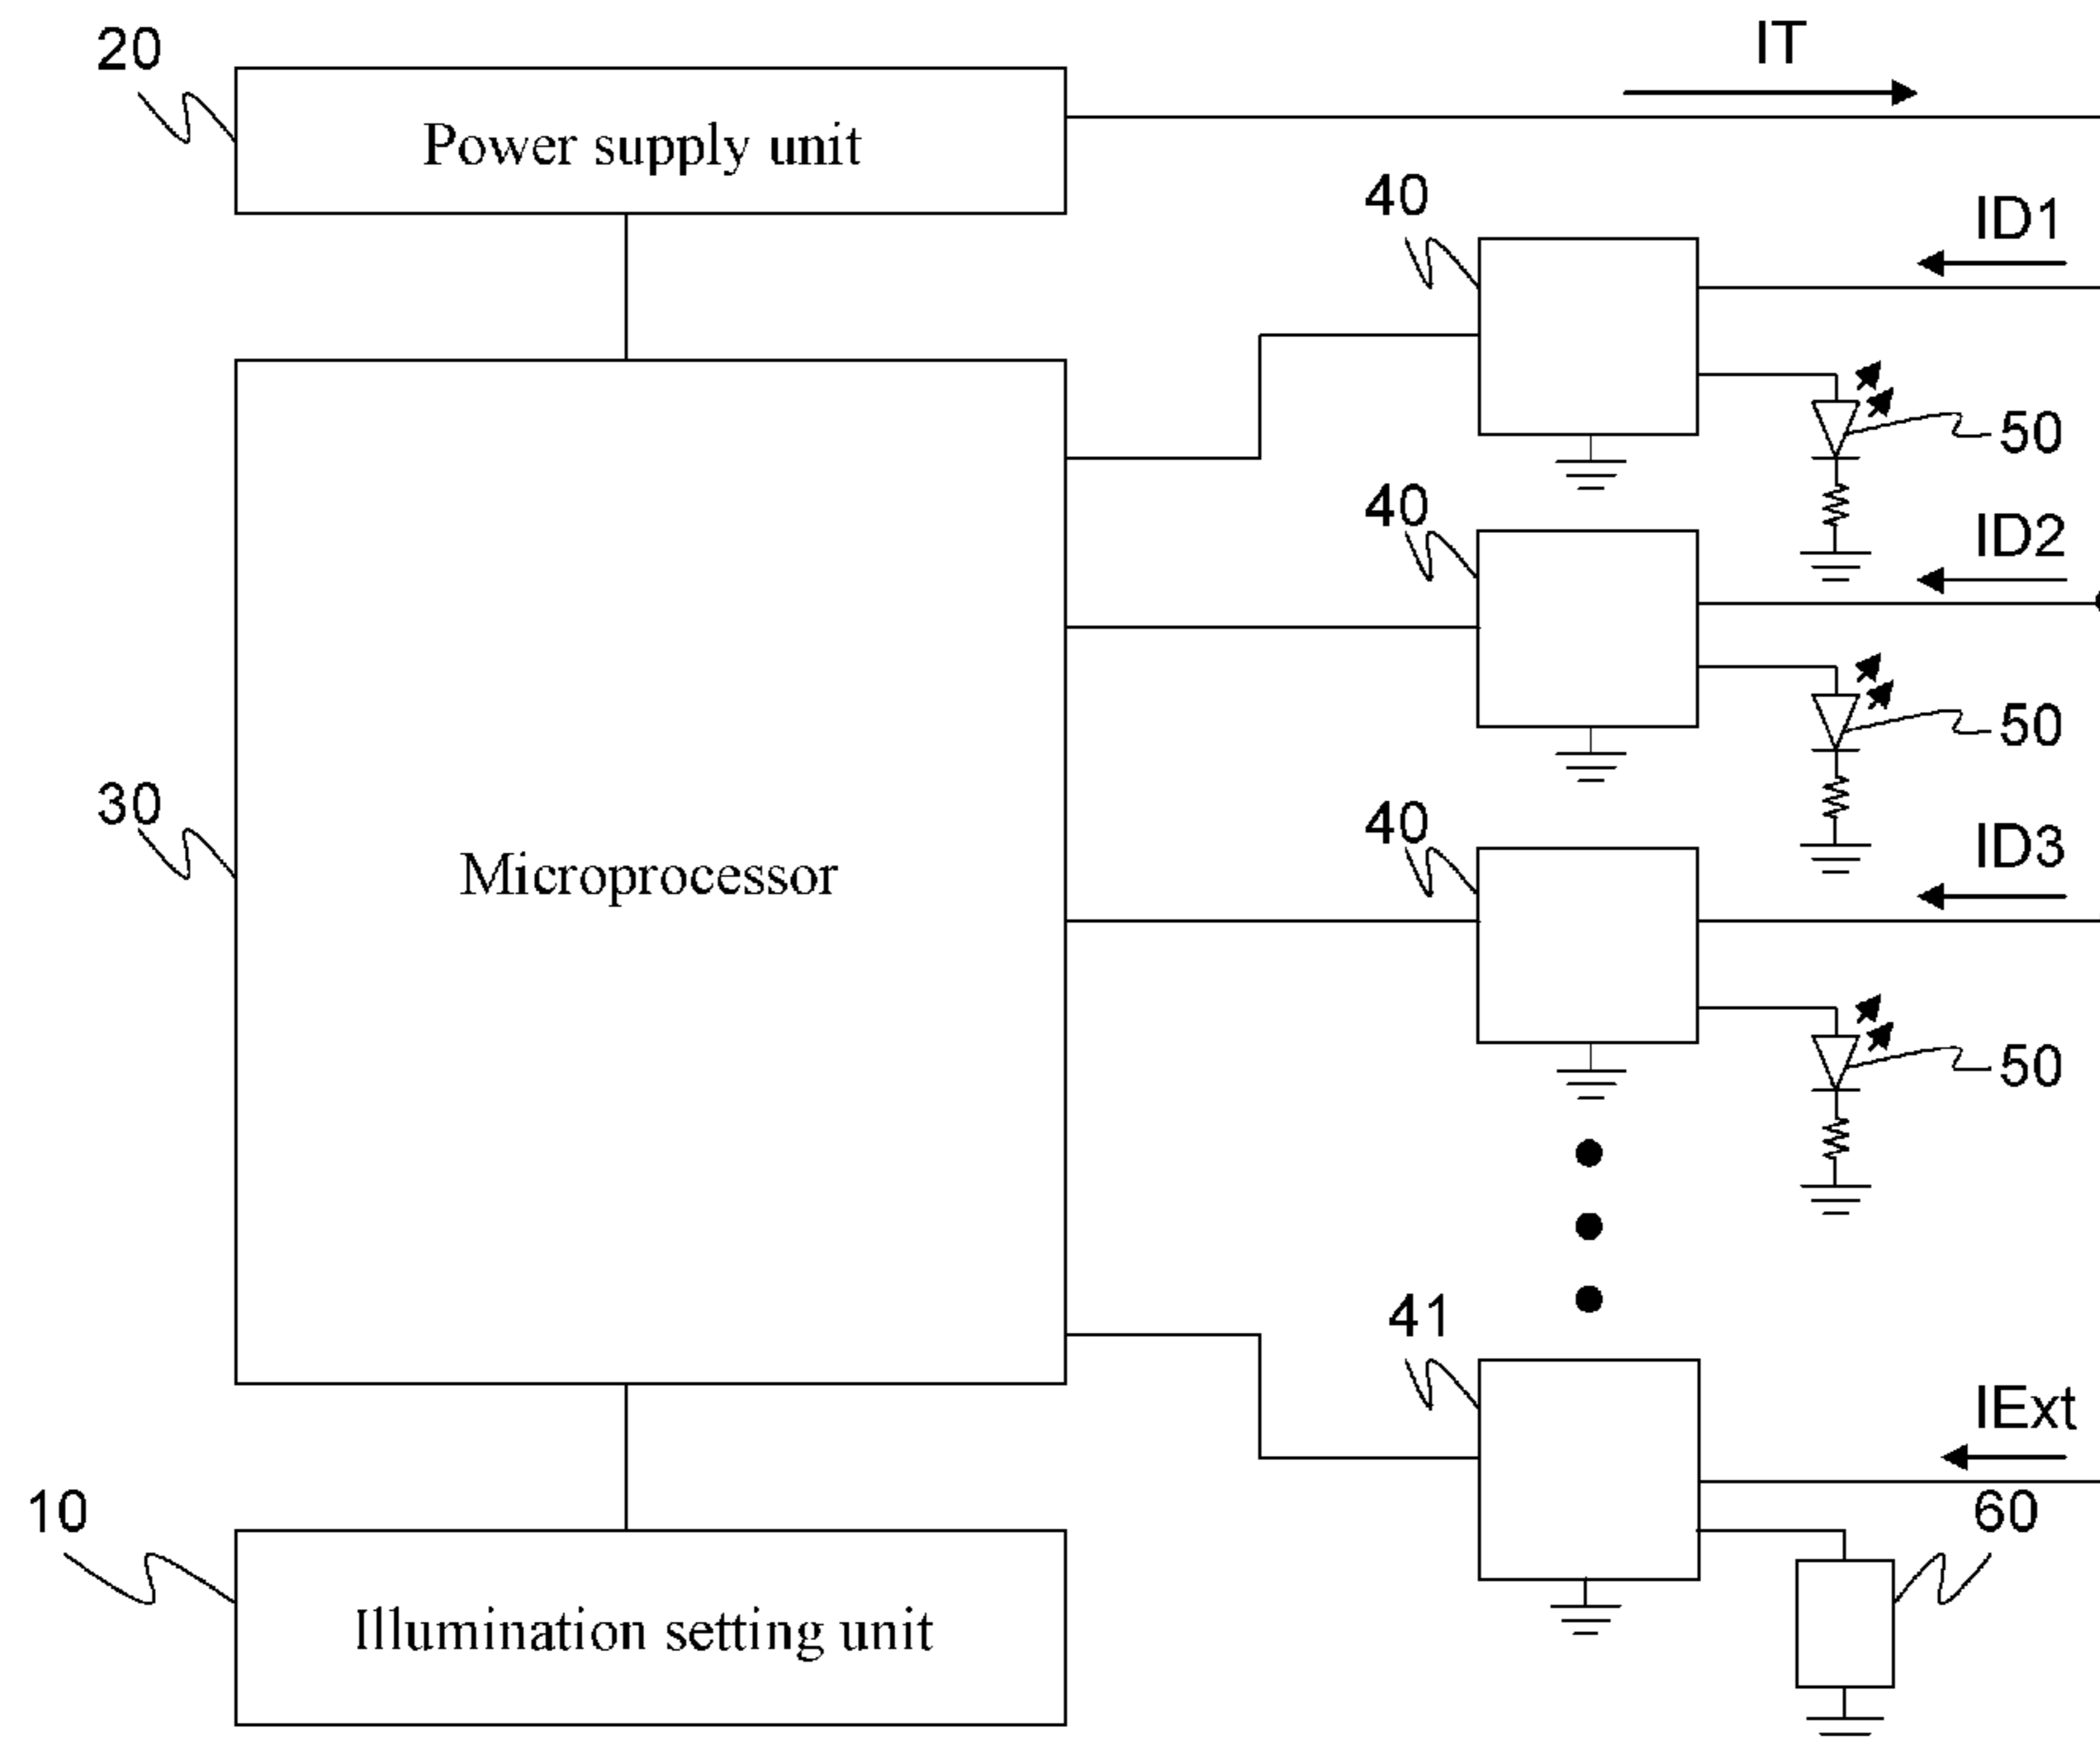 20
Power supply unit
IT
40
ID1
50
40
ID2
50
30
Microprocessor
40
ID3
50
41
IExt
10
Illumination setting unit
60